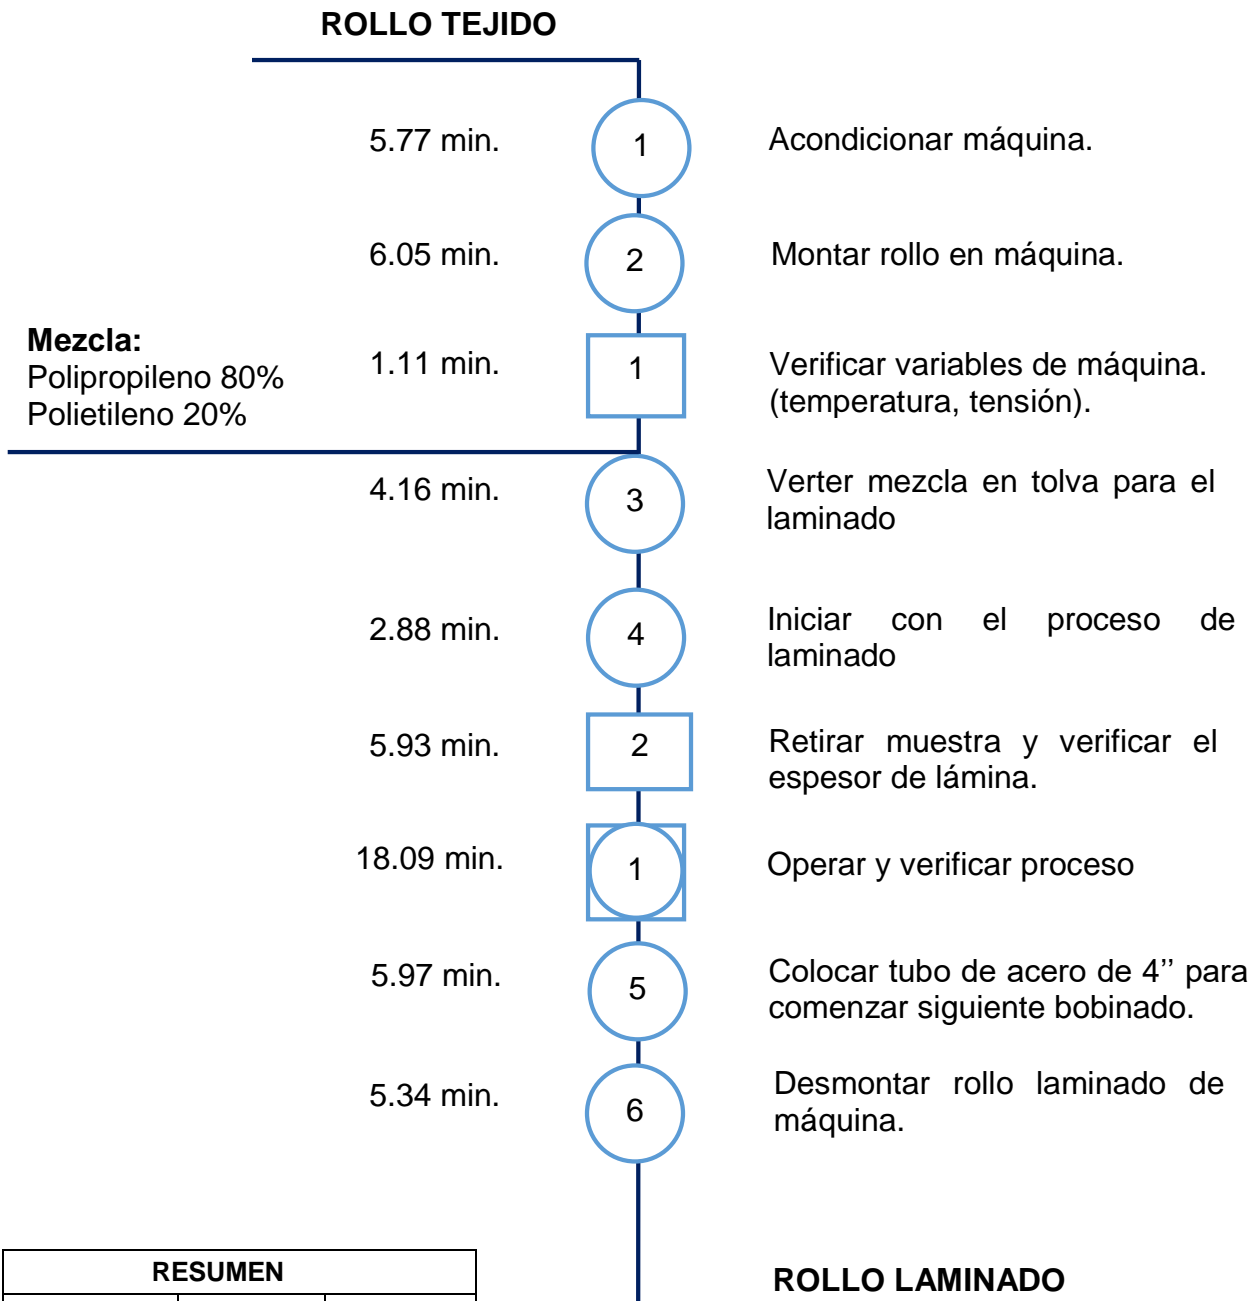 ROLLO TEJIDO
5.77 min.
1
Acondicionar máquina.
6.05 min.
2
Montar rollo en máquina.
Mezcla:
Polipropileno 80%
Polietileno 20%
1.11 min.
1
Verificar variables de máquina.
(temperatura, tensión).
4.16 min.
3
Verter mezcla en tolva para el
laminado
2.88 min.
4
Iniciar con el proceso de
laminado
5.93 min.
2
Retirar muestra y verificar el
espesor de lámina.
18.09 min.
1
Operar y verificar proceso
5.97 min.
5
Colocar tubo de acero de 4’’ para
comenzar siguiente bobinado.
5.34 min.
6
Desmontar rollo laminado de
máquina.
RESUMEN
ROLLO LAMINADO